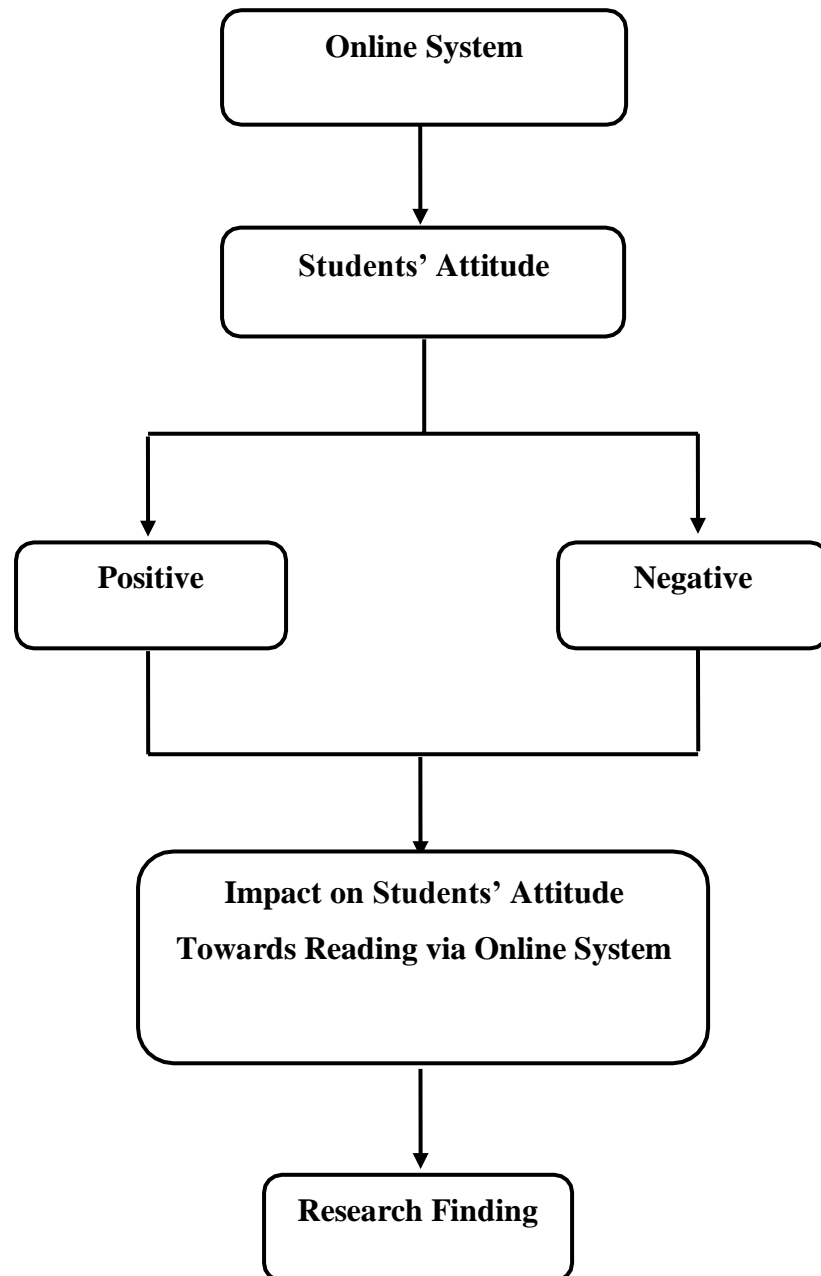 Online System
Students’ Attitude
Positive
Negative
Impact on Students’ Attitude
Towards Reading via Online System
Research Finding